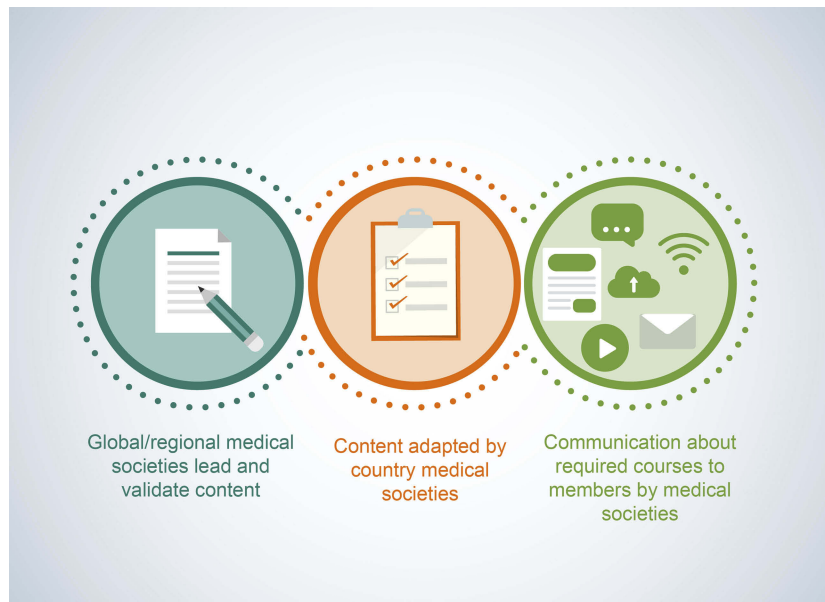 Global/regional medical
societies lead and
validate content
Content adapted by
country medical
societies
Communication about
required courses to
members by medical
societies